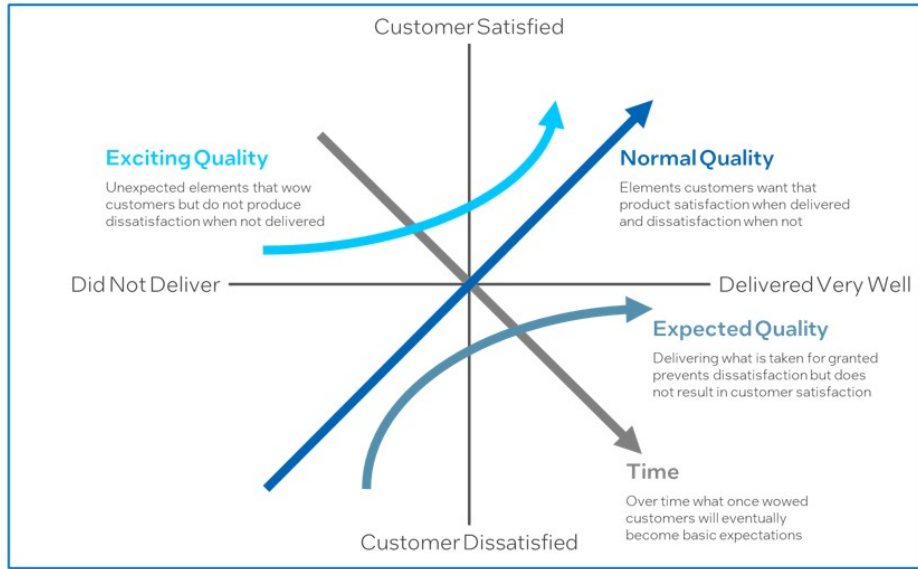 Customer Satisfied
Exciting Quality
Unexpected elements that wow
customers but do not produce
dissatisfaction when not delivered
Normal Quality
Elements customers want that
product satisfaction when delivered
and dissatisfaction when not
Did Not Deliver
Delivered Very Well
Expected Quality
Delivering what is taken for granted
prevents dissatisfaction but does
not result in customer satisfaction
Time
Over time what once wowed
customers will eventually
become basic expectations
Customer Dissatisfied